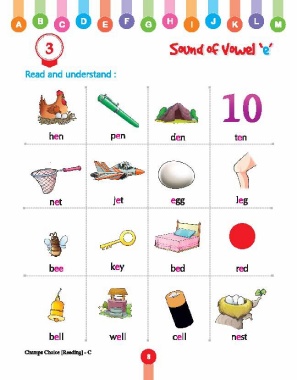 A B C D E F G H I J K L M
3
Sound of Vowel 'e'
Read and understand :
10
hen pen den ten
net jet egg leg
bee key bed red
bell well cell nest
Champs Choice [Reading] - C
8